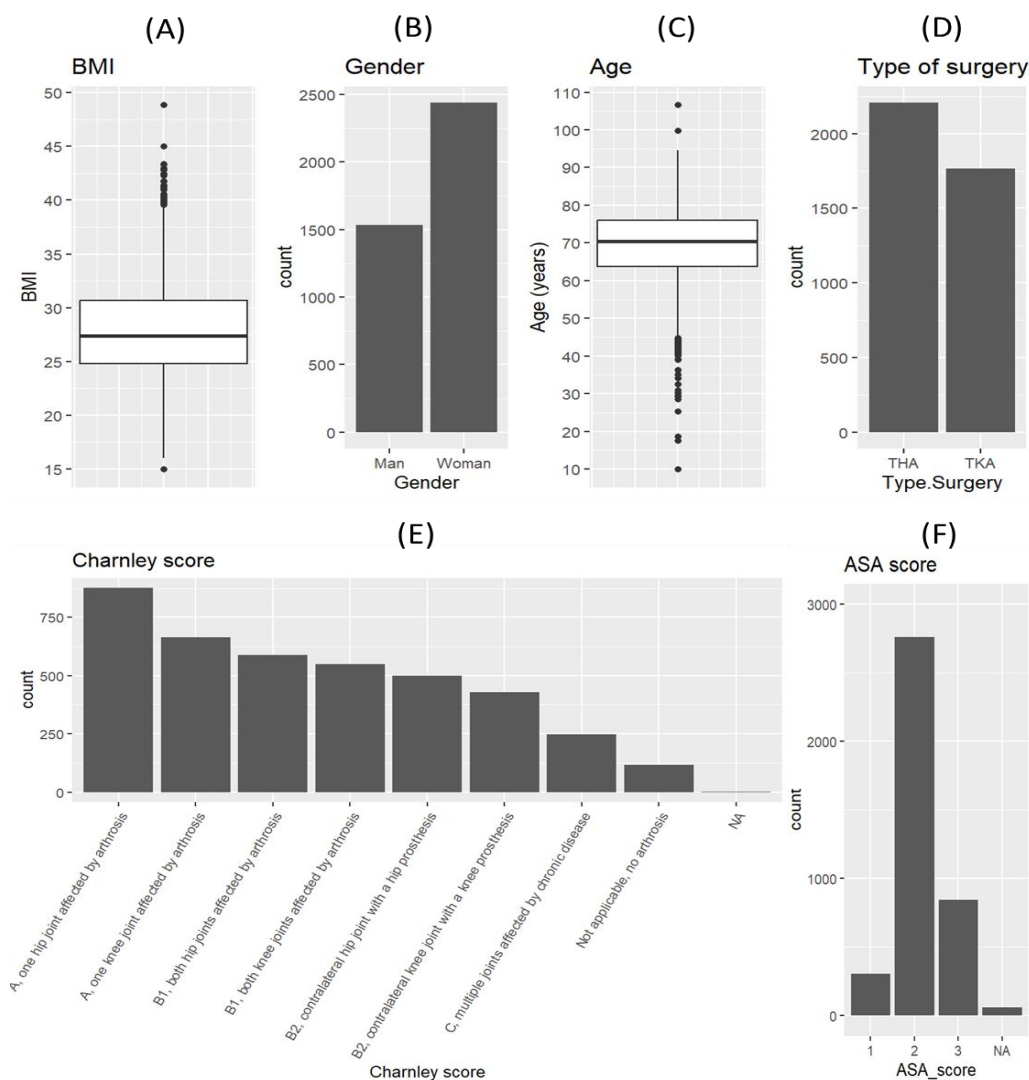 (A)
BMI
50
45
40
35
30
25
20
15
BMI
(B)
Gender
2500
2000
1500
1000
500
0
count
Man Woman
Gender
(C)
Age
110
100
90
80
70
60
50
40
30
20
10
Age (years)
(D)
Type of surgery
2000
1500
1000
500
0
count
THA TKA
Type.Surgery
(E)
Charnley score
750
500
250
0
count
A, one hip joint affected by arthrosis
A, one knee joint affected by arthrosis
B1, both hip joints affected by arthrosis
B1, both knee joints affected by arthrosis
B2, contralateral hip joint with a hip prosthesis
B2, contralateral knee joint with a knee prosthesis
C, multiple joints affected by chronic disease
Not applicable, no arthrosis
NA
Charnley score
(F)
ASA score
3000
2000
1000
0
count
1 2 3 NA
ASA_score